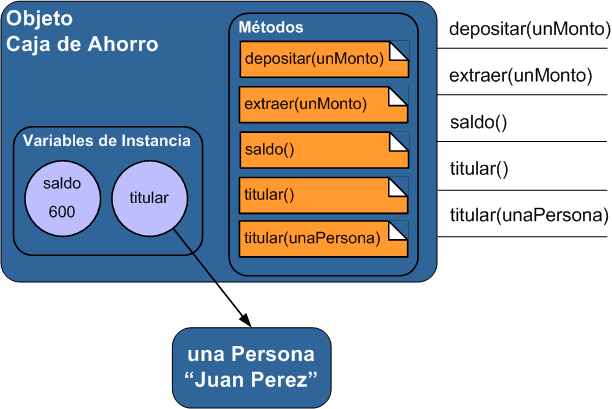 Objeto
Caja de Ahorro
Métodos
depositar(unMonto)
extraer(unMonto)
saldo()
titular()
titular(unaPersona)
Variables de Instancia
saldo
600
titular
depositar(unMonto)
extraer(unMonto)
saldo()
titular()
titular(unaPersona)
una Persona
“Juan Perez”